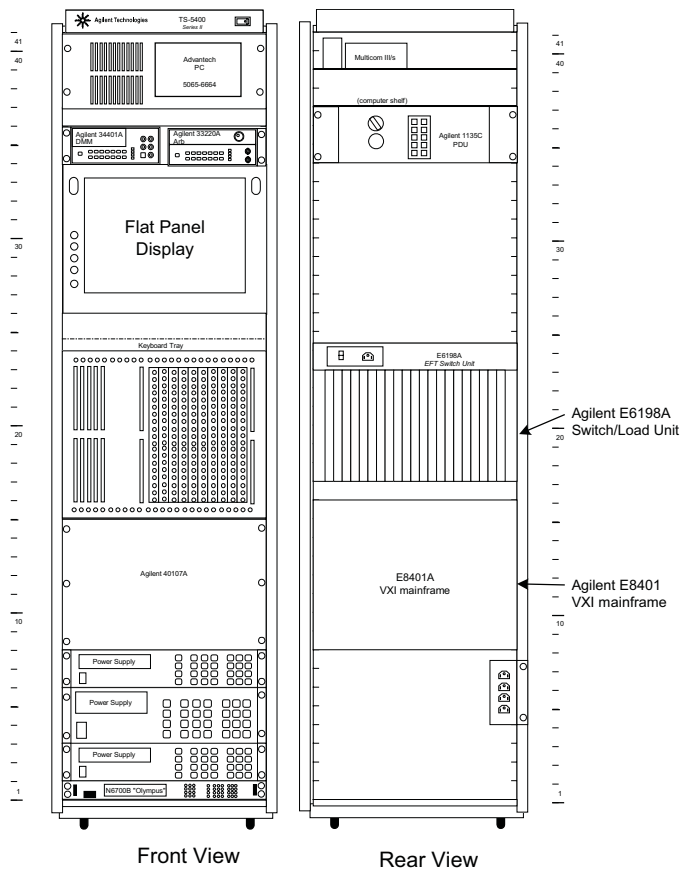 Agilent Technologies
TS-5400
Series II
41
40
Advantech
PC
5065-6664
Agilent 34401A
DMM
Agilent 33220A
Arb
Flat Panel
Display
30
Keyboard Tray
20
Agilent 40107A
10
Power Supply
Power Supply
Power Supply
N6700B "Olympus"
1
Front View
41
40
Multicom III/s
(computer shelf)
Agilent 1135C
PDU
30
E6198A
EFT Switch Unit
Agilent E6198A
Switch/Load Unit
20
E8401A
VXI mainframe
Agilent E8401
VXI mainframe
10
1
Rear View